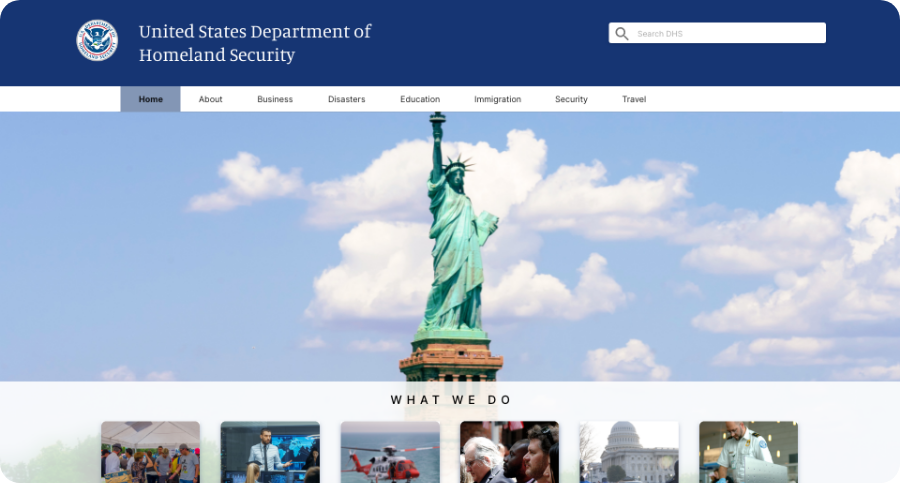 United States Department of
Homeland Security
Search DHS
Home About Business Disasters Education Immigration Security Travel
WHAT WE DO